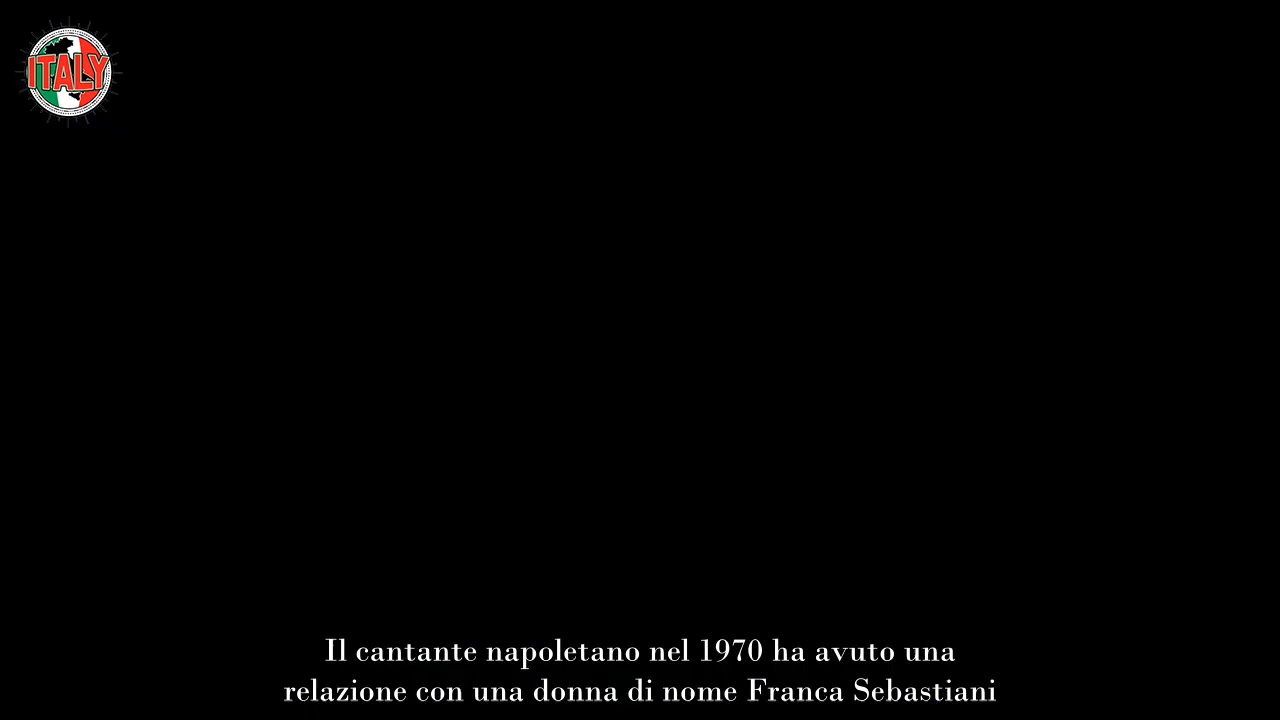 ITALY
Il cantante napoletano nel 1970 ha avuto una
relazione con una donna di nome Franca Sebastiani